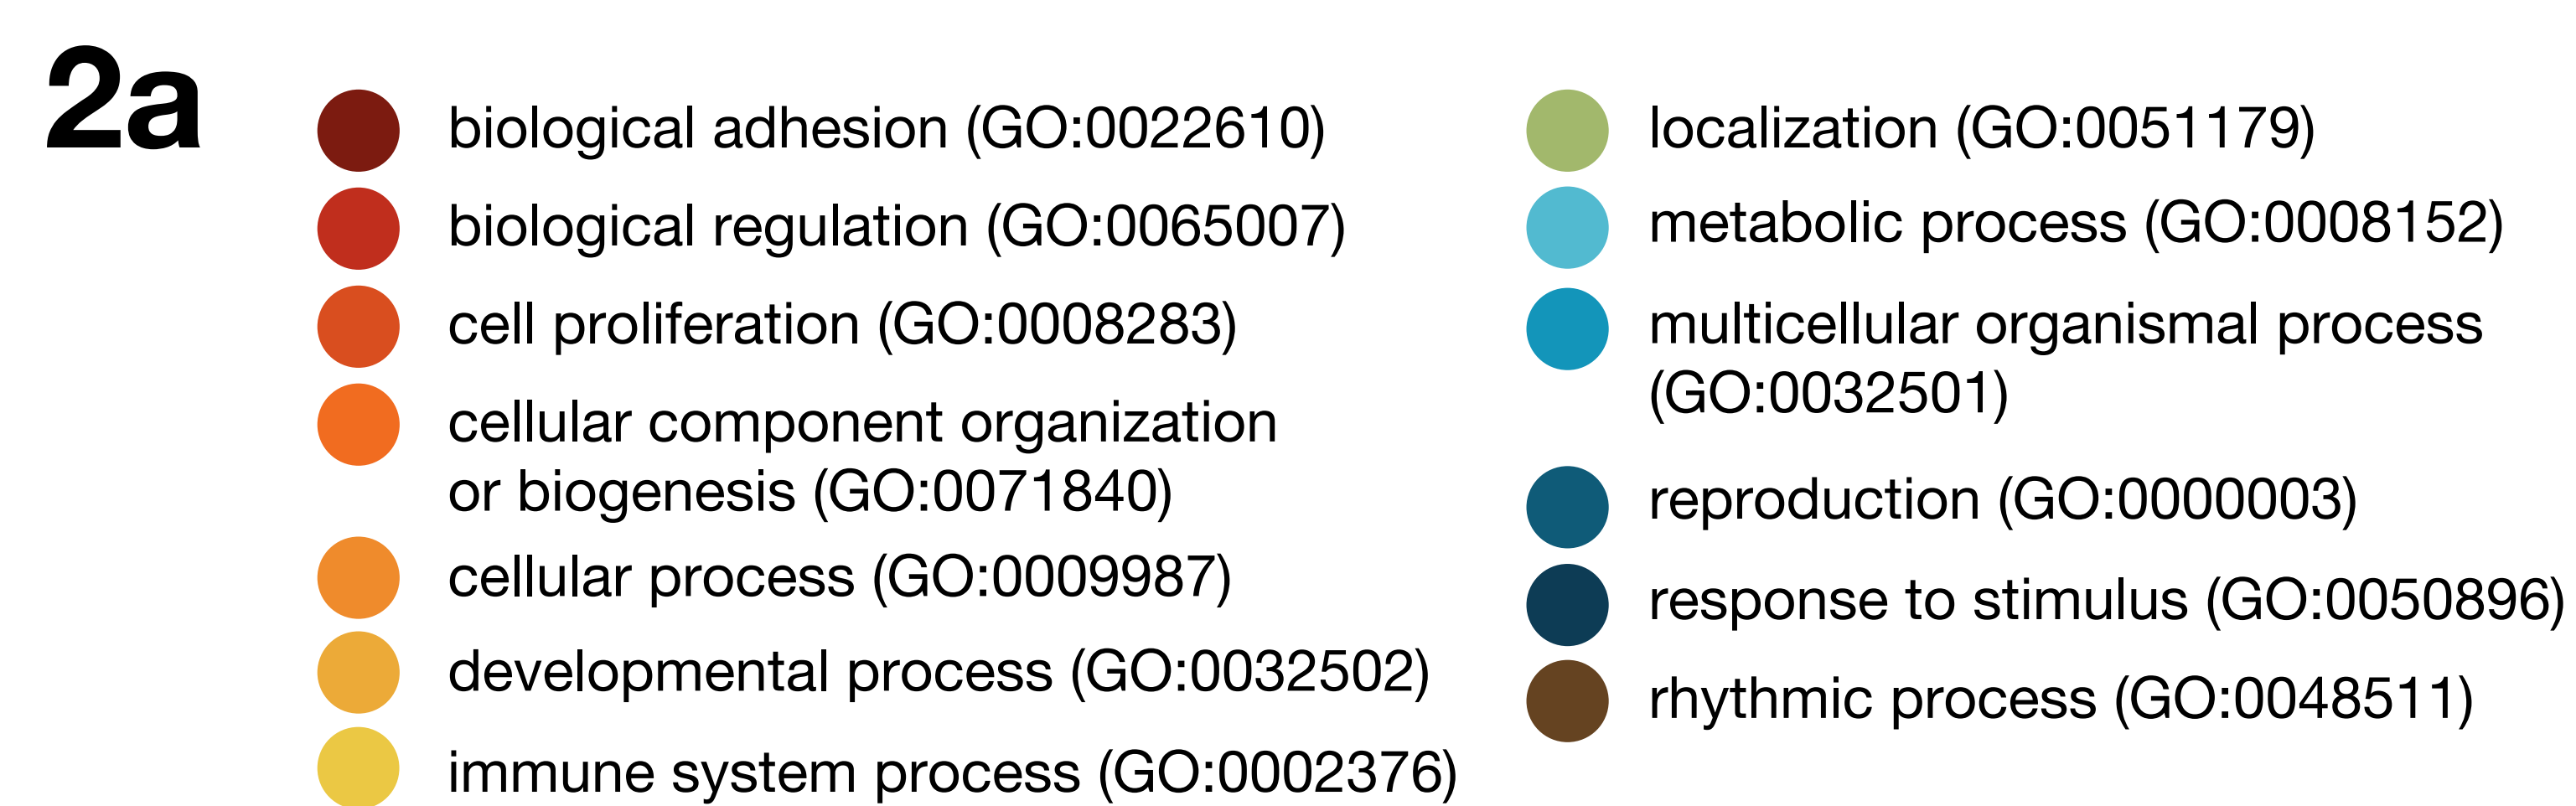 2a
biological adhesion (GO:0022610)
biological regulation (GO:0065007)
cell proliferation (GO:0008283)
cellular component organization
or biogenesis (GO:0071840)
cellular process (GO:0009987)
developmental process (GO:0032502)
immune system process (GO:0002376)
localization (GO:0051179)
metabolic process (GO:0008152)
multicellular organismal process
(GO:0032501)
reproduction (GO:0000003)
response to stimulus (GO:0050896)
rhythmic process (GO:0048511)